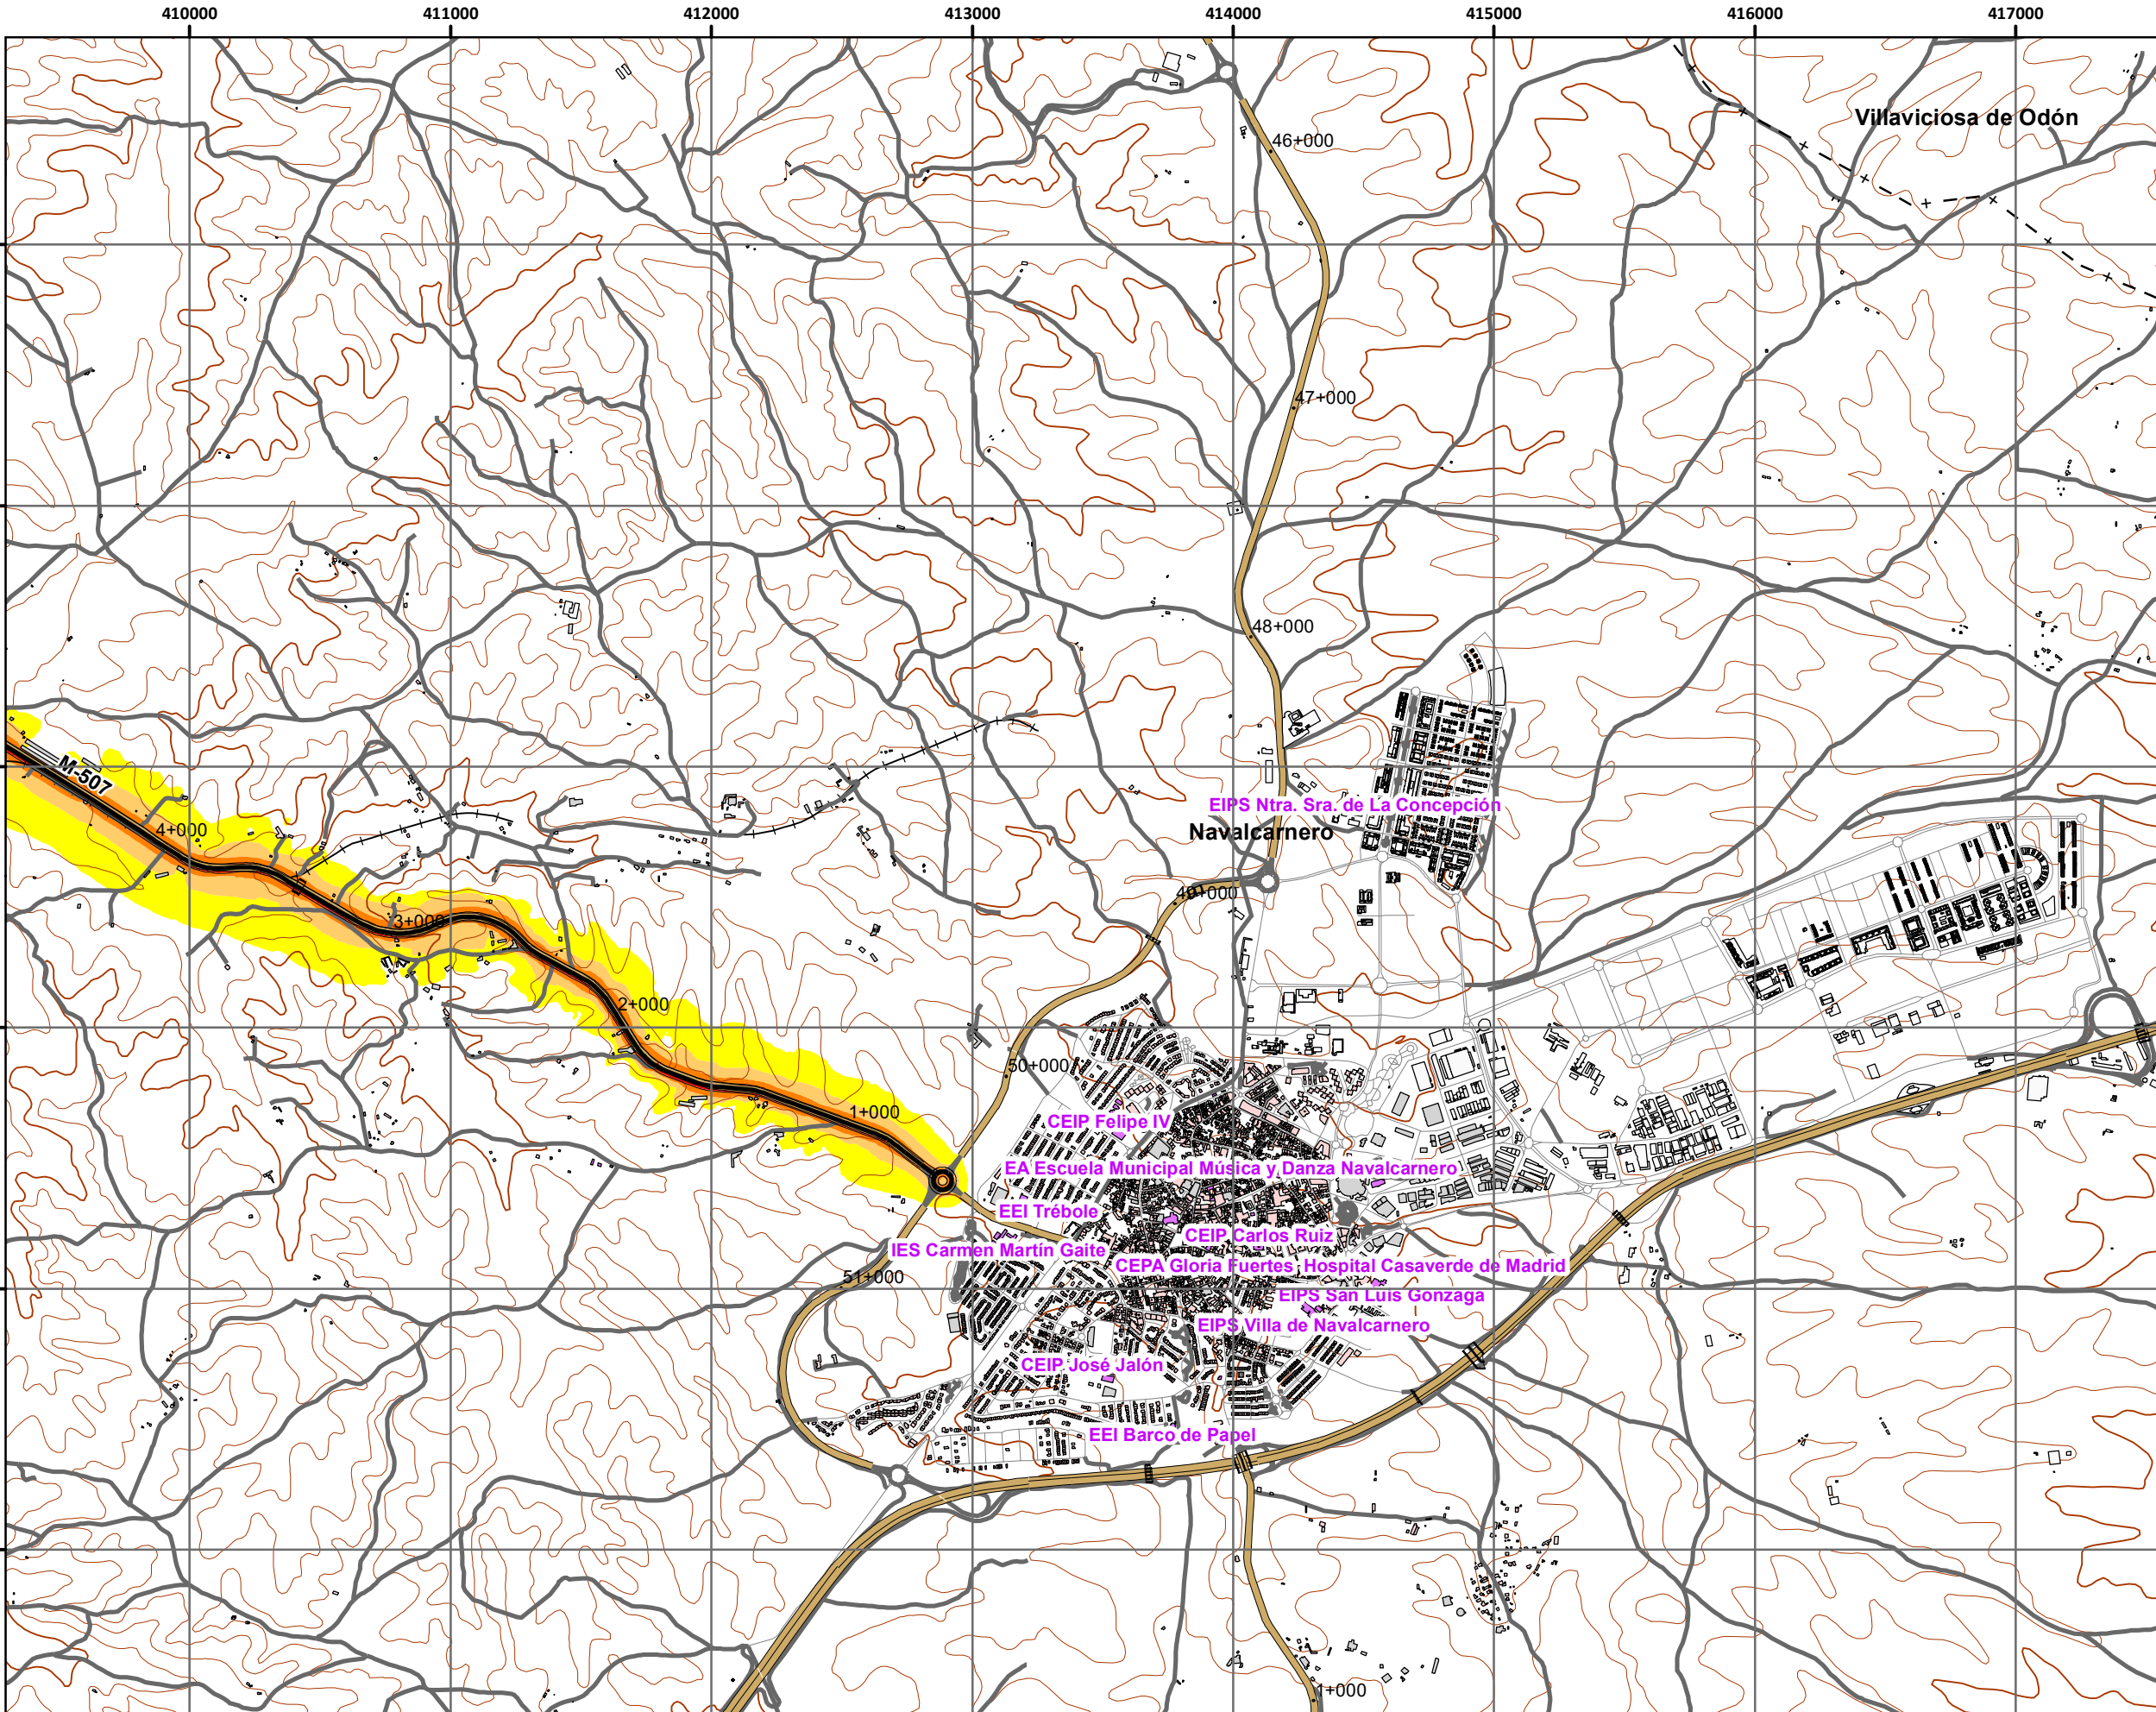 410000 411000 412000 413000 414000 415000 416000 417000
Villaviciosa de Odón
46+000
47+000
48+000
M-507
EIPS Ntra. Sra. de La Concepción
4+000
Navalcarnero
49+000
3+000
2+000
50+000
1+000
CEIP Felipe IV
EA Escuela Municipal Música y Danza Navalcarnero
EEI Trébole
CEIP Carlos Ruiz
IES Carmen Martín Gaite
CEPA Gloria Fuertes Hospital Casaverde de Madrid
51+000
EIPS San Luis Gonzaga
EIPS Villa de Navalcarnero
CEIP José Jalón
EEI Barco de Papel
1+000